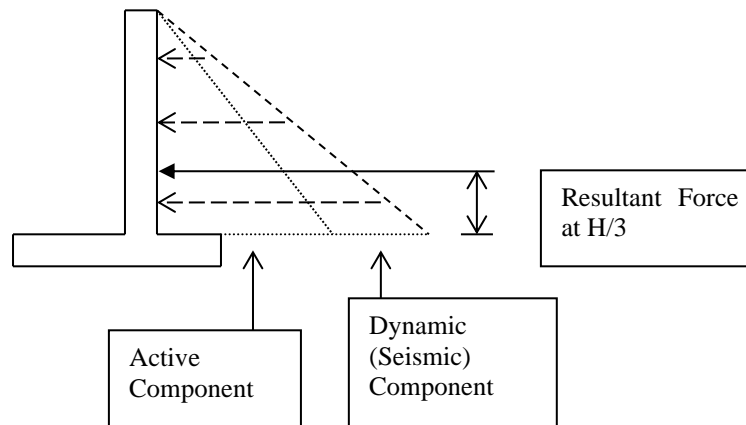 Resultant Force
at H/3
Dynamic
(Seismic)
Component
Active
Component